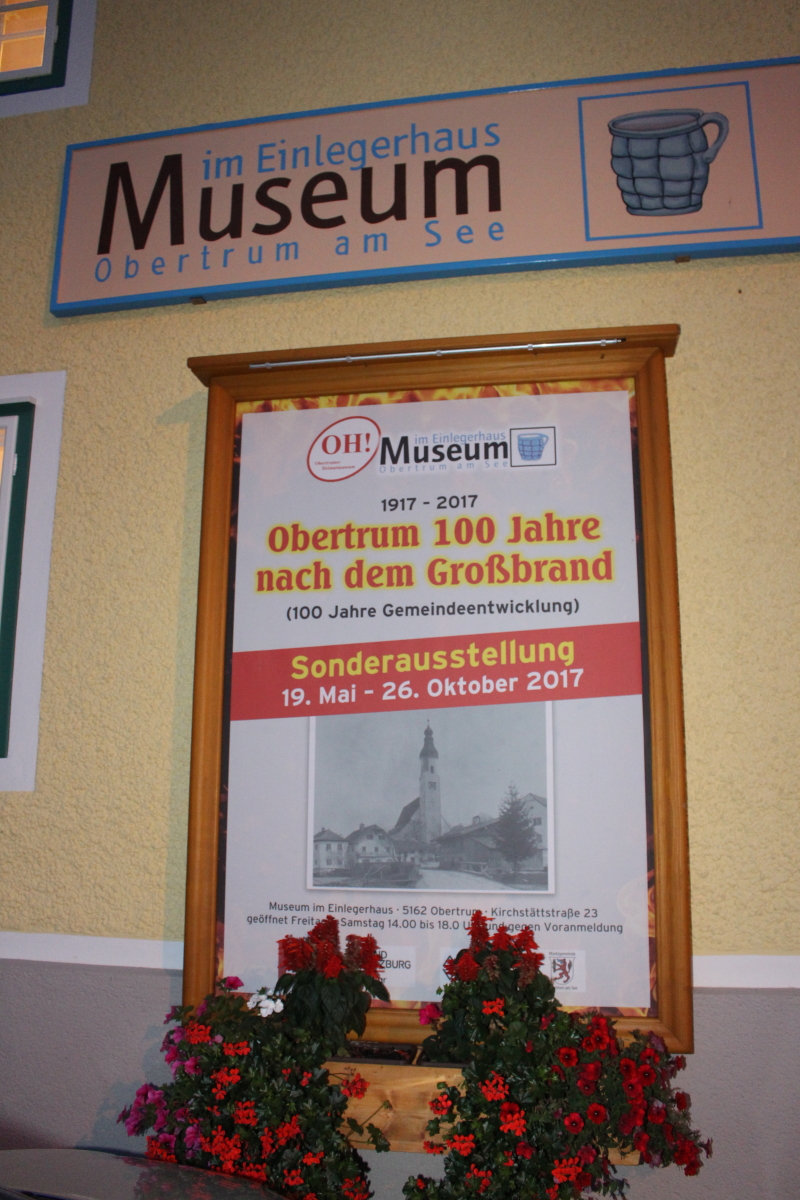 im Einlegerhaus
Museum
Obertrum am See
OH!
im Einlegerhaus
Museum
Obertrum am See
1917 - 2017
Obertrum 100 Jahre
nach dem Großbrand
(100 Jahre Gemeindeentwicklung)
Sonderausstellung
19. Mai - 26. Oktober 2017
Museum im Einlegerhaus · 5162 Obertrum · Kirchstättstraße 23
geöffnet Samstag 14.00 bis 18.0 und gegen Voranmeldung